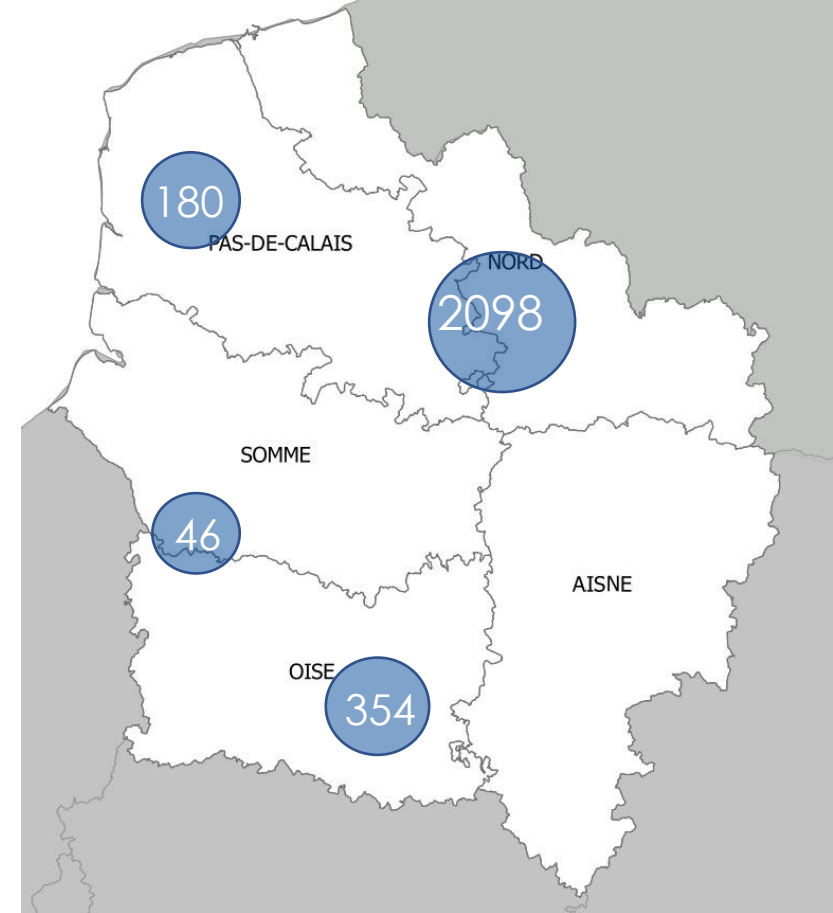 180
PAS-DE-CALAIS
NORD
2098
SOMME
46
AISNE
OISE
354